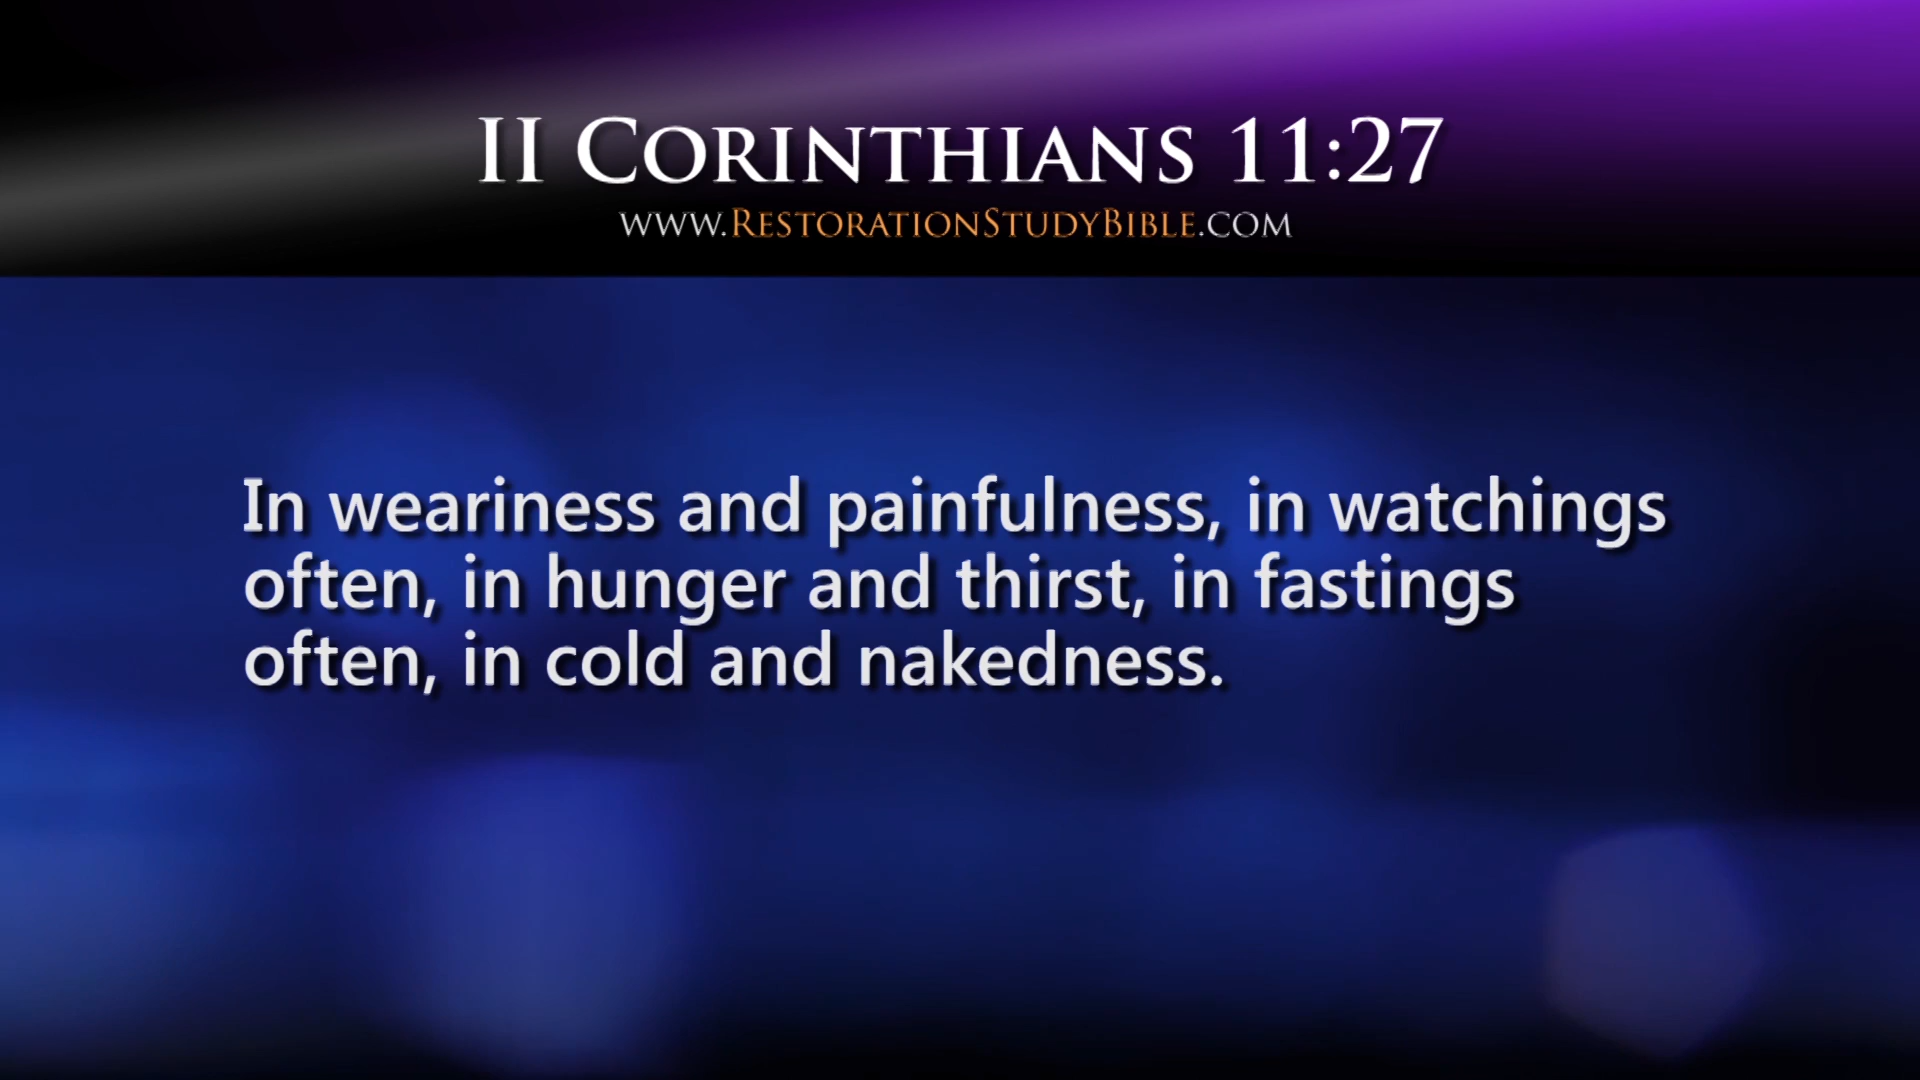 II Corinthians 11:27
www.RestorationStudyBible.com
In weariness and painfulness, in watchings
often, in hunger and thirst, in fastings
often, in cold and nakedness.